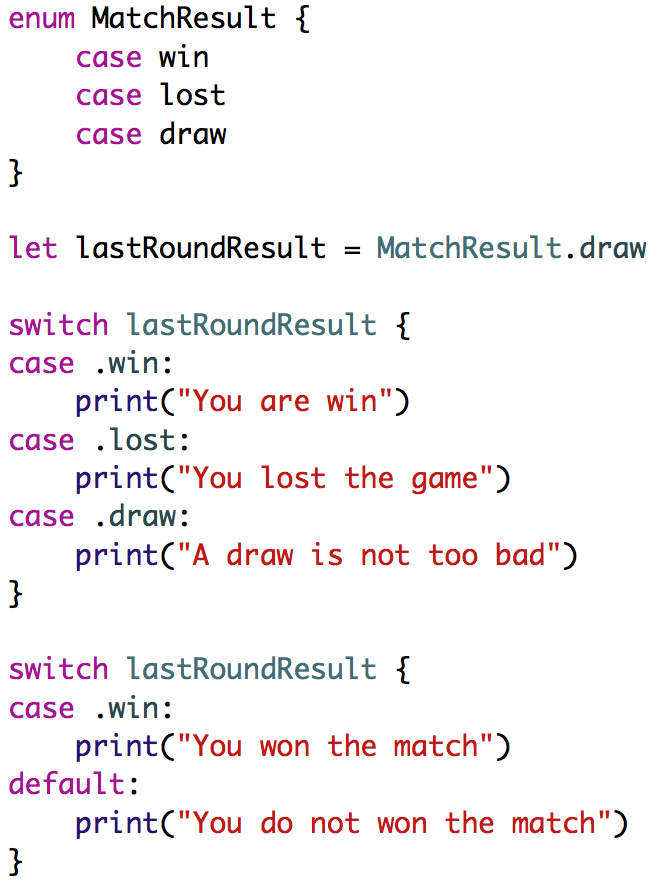 enum MatchResult {
    case win
    case lost
    case draw
}

let lastRoundResult = MatchResult.draw

switch lastRoundResult {
case .win:
    print("You are win")
case .lost:
    print("You lost the game")
case .draw:
    print("A draw is not too bad")
}

switch lastRoundResult {
case .win:
    print("You won the match")
default:
    print("You do not won the match")
}